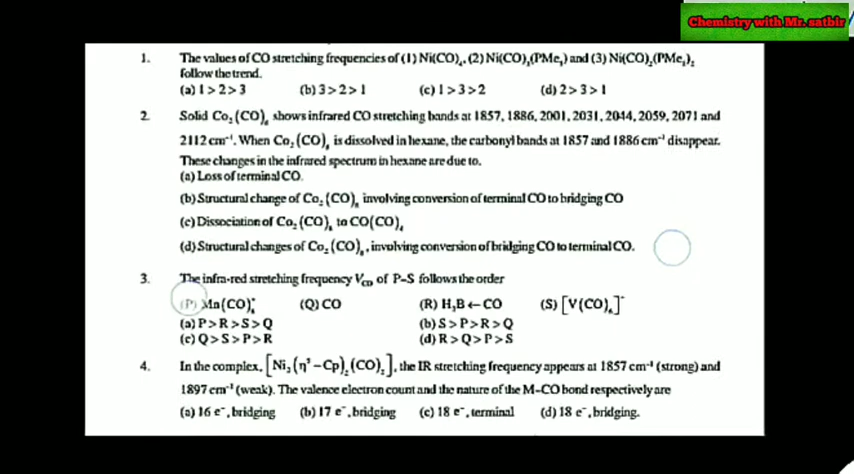 Chemistry with Mr. satbir
1. The values of CO stretching frequencies of (1) Ni(CO)₄, (2) Ni(CO)₃(PMe₃) and (3) Ni(CO)₂(PMe₃)₂
follow the trend.
(a) 1 > 2 > 3 (b) 3 > 2 > 1 (c) 1 > 3 > 2 (d) 2 > 3 > 1
2. Solid Co₂(CO)₈ shows infrared CO stretching bands at 1857, 1886, 2001, 2031, 2044, 2059, 2071 and
2112 cm⁻¹. When Co₂(CO)₈ is dissolved in hexane, the carbonyl bands at 1857 and 1886 cm⁻¹ disappear.
These changes in the infrared spectrum in hexane are due to.
(a) Loss of terminal CO.
(b) Structural change of Co₂(CO)₈ involving conversion of terminal CO to bridging CO
(c) Dissociation of Co₂(CO)₈ to CO(CO)₄
(d) Structural changes of Co₂(CO)₈, involving conversion of bridging CO to terminal CO.
3. The infra-red stretching frequency V_CO of P–S follows the order
(P) Mn(CO)₆⁺ (Q) CO (R) H₃B ← CO (S) [V(CO)₆]⁻
(a) P > R > S > Q (b) S > P > R > Q
(c) Q > S > P > R (d) R > Q > P > S
4. In the complex, [Ni₂(η⁵ – Cp)₂(CO)₂], the IR stretching frequency appears at 1857 cm⁻¹ (strong) and
1897 cm⁻¹ (weak). The valence electron count and the nature of the M–CO bond respectively are
(a) 16 e⁻, bridging (b) 17 e⁻, bridging (c) 18 e⁻, terminal (d) 18 e⁻, bridging.